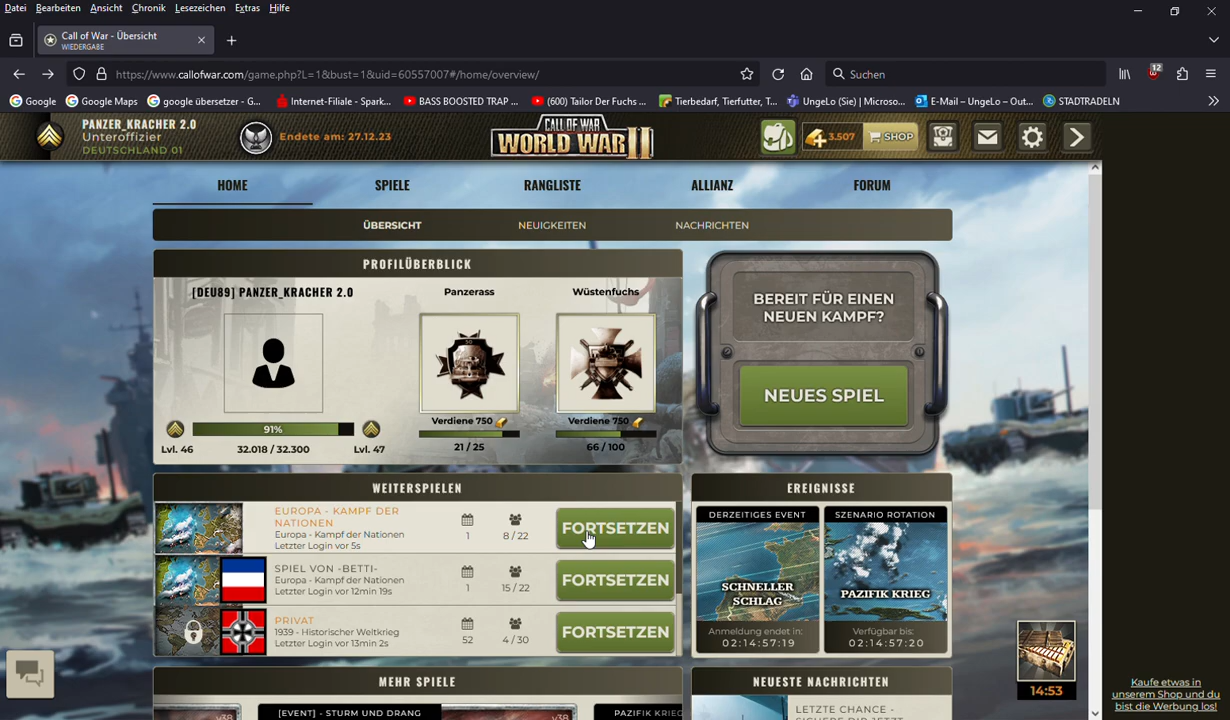 Datei Bearbeiten Ansicht Chronik Lesezeichen Extras Hilfe
Call of War - Übersicht
WIEDERGABE
https://www.callofwar.com/game.php?L=1&bust=1&uid=60557007#/home/overview/
Suchen
12
Google Google Maps google übersetzer - G... Internet-Filiale - Spark... BASS BOOSTED TRAP ... (600) Tailor Der Fuchs ... Tierbedarf, Tierfutter, T... UngeLo (Sie) | Microso... E-Mail – UngeLo – Out... STADTRADELN
PANZER_KRACHER 2.0
Unteroffizier
DEUTSCHLAND 01
Endete am: 27.12.23
CALL OF WAR
WORLD WAR II
3.507
SHOP
HOME SPIELE RANGLISTE ALLIANZ FORUM
ÜBERSICHT NEUIGKEITEN NACHRICHTEN
PROFILÜBERBLICK
[DEU89] PANZER_KRACHER 2.0
Panzerass
Wüstenfuchs
50
Verdiene 750
Verdiene 750
91%
Lvl. 46 32.018 / 32.300 Lvl. 47
21 / 25
66 / 100
BEREIT FÜR EINEN
NEUEN KAMPF?
NEUES SPIEL
WEITERSPIELEN
EUROPA - KAMPF DER
NATIONEN
Europa - Kampf der Nationen
Letzter Login vor 5s
1 8 / 22
FORTSETZEN
SPIEL VON -BETTI-
Europa - Kampf der Nationen
Letzter Login vor 12min 19s
1 15 / 22
FORTSETZEN
PRIVAT
1939 - Historischer Weltkrieg
Letzter Login vor 13min 2s
52 4 / 30
FORTSETZEN
EREIGNISSE
DERZEITIGES EVENT
SCHNELLER
SCHLAG
Anmeldung endet in:
02:14:57:19
SZENARIO ROTATION
PAZIFIK KRIEG
Verfügbar bis:
02:14:57:20
14:53
Kaufe etwas in
unserem Shop und du
bist die Werbung los!
MEHR SPIELE
v38
[EVENT] - STURM UND DRANG
v38
PAZIFIK KRIEG
NEUESTE NACHRICHTEN
LETZTE CHANCE -